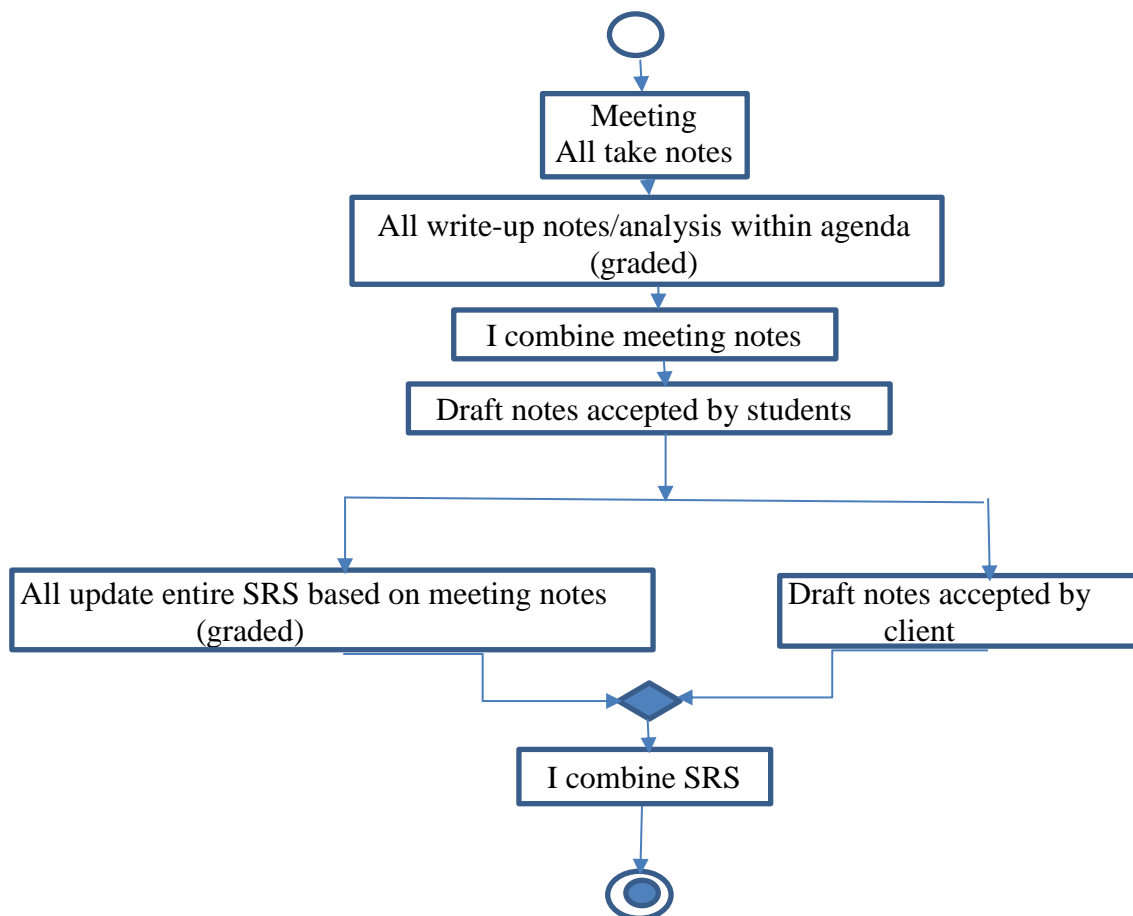 Meeting
All take notes
All write-up notes/analysis within agenda
(graded)
I combine meeting notes
Draft notes accepted by students
All update entire SRS based on meeting notes
(graded)
Draft notes accepted by
client
I combine SRS